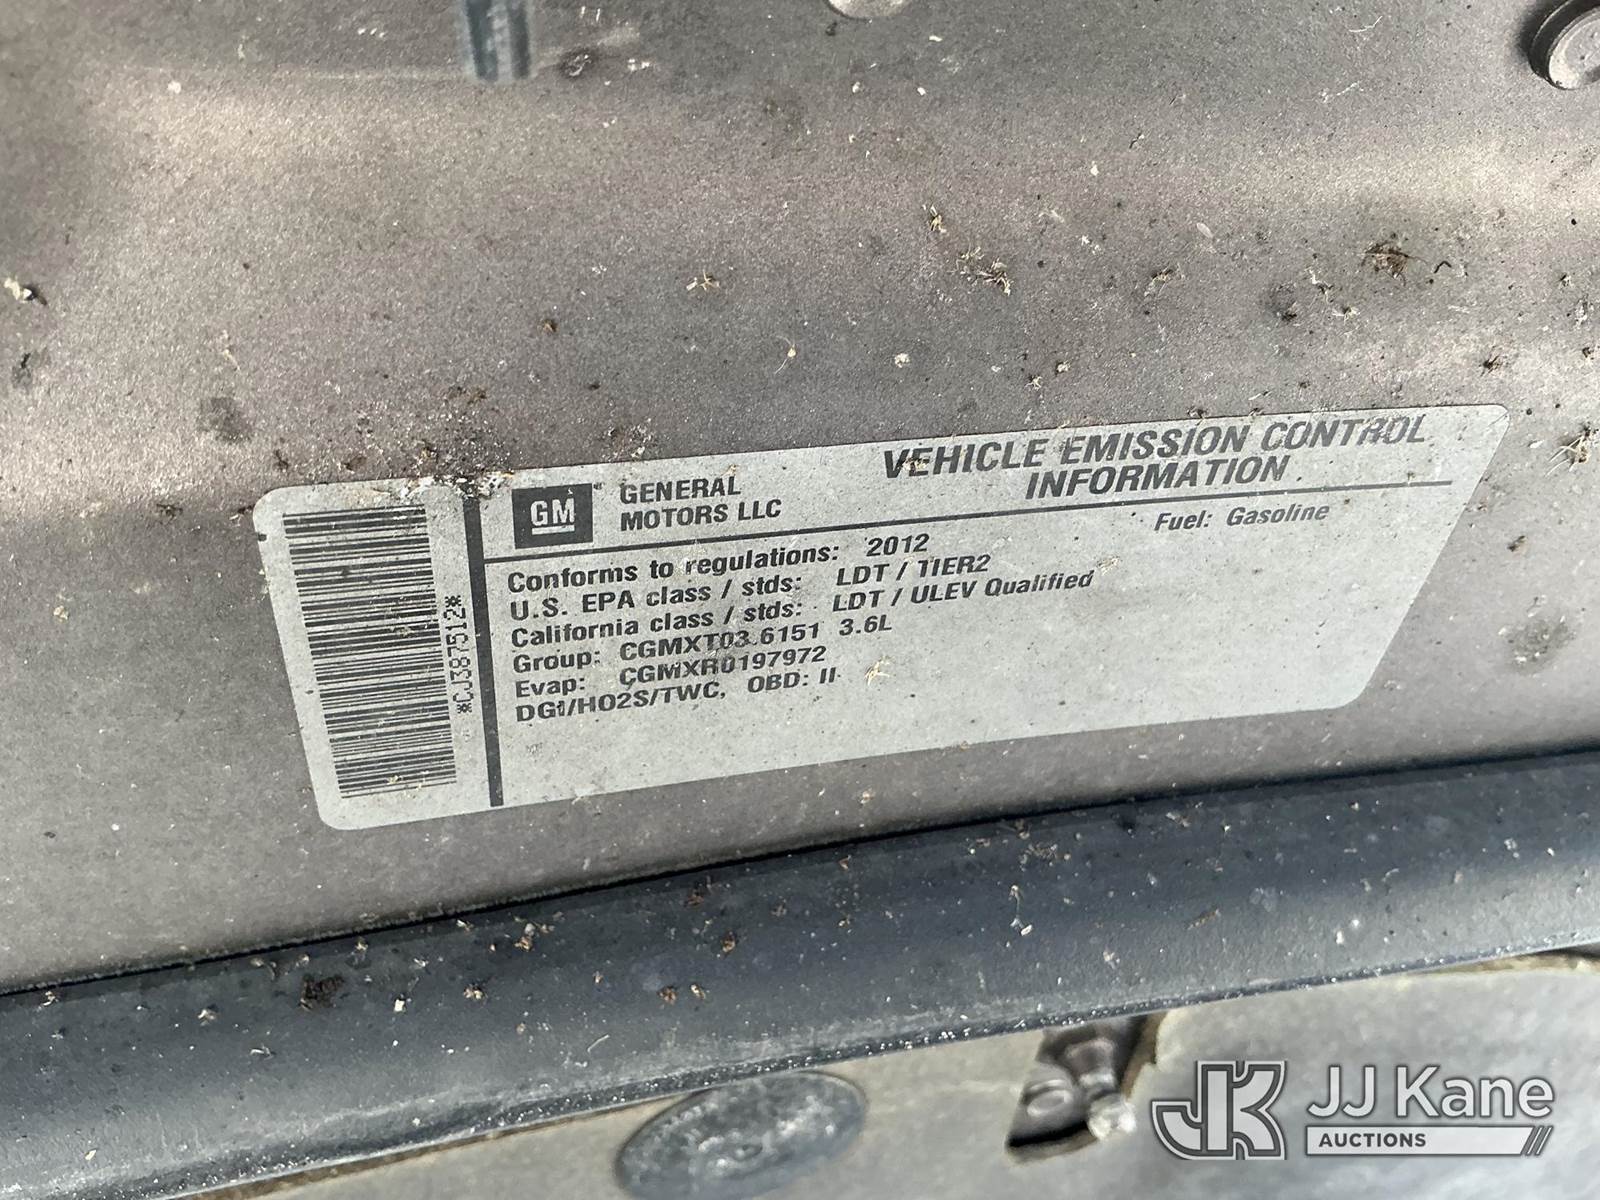 GM
GENERAL
MOTORS LLC
VEHICLE EMISSION CONTROL
INFORMATION
Fuel: Gasoline
Conforms to regulations: 2012
U.S. EPA class / stds: LDT / TIER2
California class / stds: LDT / ULEV Qualified
Group: CGMXT03.6151 3.6L
Evap: CGMXR0197972
DGI/HO2S/TWC, OBD: II
*CJ387512*
JK JJ Kane
AUCTIONS